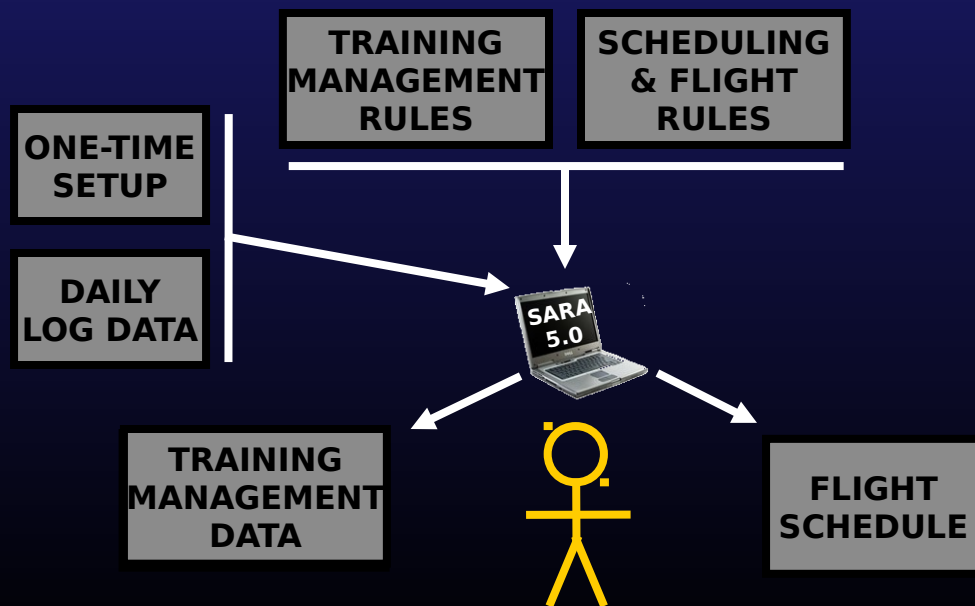 TRAINING
MANAGEMENT
RULES
SCHEDULING
& FLIGHT
RULES
ONE-TIME
SETUP
DAILY
LOG DATA
SARA
5.0
TRAINING
MANAGEMENT
DATA
FLIGHT
SCHEDULE